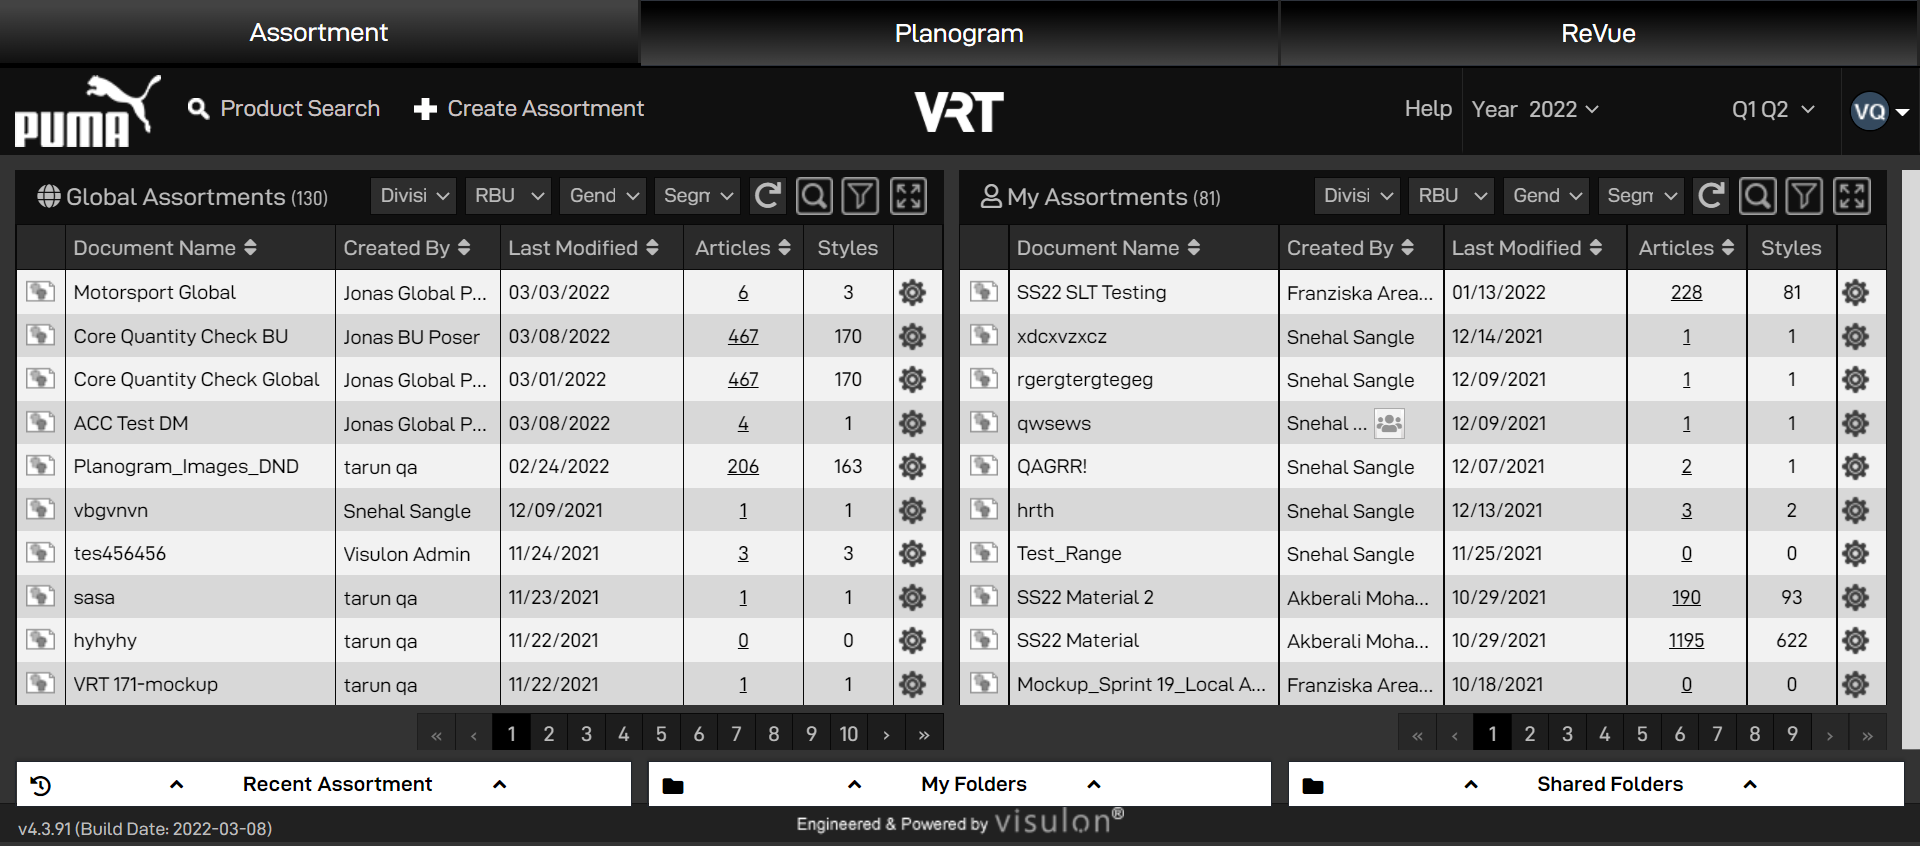 Assortment
Planogram
ReVue
PUMA
Product Search
Create Assortment
VRT
Help
Year 2022
Q1 Q2
VQ
Global Assortments (130)
Divisi
RBU
Gend
Segm
Document Name Created By Last Modified Articles Styles
Motorsport Global Jonas Global P... 03/03/2022 6 3
Core Quantity Check BU Jonas BU Poser 03/08/2022 467 170
Core Quantity Check Global Jonas Global P... 03/01/2022 467 170
ACC Test DM Jonas Global P... 03/08/2022 4 1
Planogram_Images_DND tarun qa 02/24/2022 206 163
vbgvnvn Snehal Sangle 12/09/2021 1 1
tes456456 Visulon Admin 11/24/2021 3 3
sasa tarun qa 11/23/2021 1 1
hyhyhy tarun qa 11/22/2021 0 0
VRT 171-mockup tarun qa 11/22/2021 1 1
« ‹ 1 2 3 4 5 6 7 8 9 10 › »
My Assortments (81)
Divisi
RBU
Gend
Segm
Document Name Created By Last Modified Articles Styles
SS22 SLT Testing Franziska Area... 01/13/2022 228 81
xdcxvzxcz Snehal Sangle 12/14/2021 1 1
rgergtergtegeg Snehal Sangle 12/09/2021 1 1
qwsews Snehal ... 12/09/2021 1 1
QAGRR! Snehal Sangle 12/07/2021 2 1
hrth Snehal Sangle 12/13/2021 3 2
Test_Range Snehal Sangle 11/25/2021 0 0
SS22 Material 2 Akberali Moha... 10/29/2021 190 93
SS22 Material Akberali Moha... 10/29/2021 1195 622
Mockup_Sprint 19_Local A... Franziska Area... 10/18/2021 0 0
« ‹ 1 2 3 4 5 6 7 8 9 › »
Recent Assortment
My Folders
Shared Folders
v4.3.91 (Build Date: 2022-03-08)
Engineered & Powered by visulon®